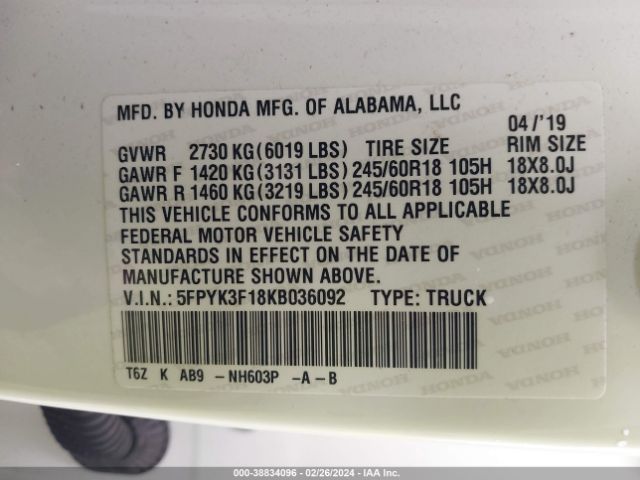 MFD. BY HONDA MFG. OF ALABAMA, LLC
04/'19
GVWR 2730 KG(6019 LBS) TIRE SIZE RIM SIZE
GAWR F 1420 KG(3131 LBS) 245/60R18 105H 18X8.0J
GAWR R 1460 KG(3219 LBS) 245/60R18 105H 18X8.0J
THIS VEHICLE CONFORMS TO ALL APPLICABLE
FEDERAL MOTOR VEHICLE SAFETY
STANDARDS IN EFFECT ON THE DATE OF
MANUFACTURE SHOWN ABOVE.
V.I.N.: 5FPYK3F18KB036092 TYPE: TRUCK
T6Z K AB9 -NH603P -A-B
000-38834096 - 02/26/2024 - IAA Inc.